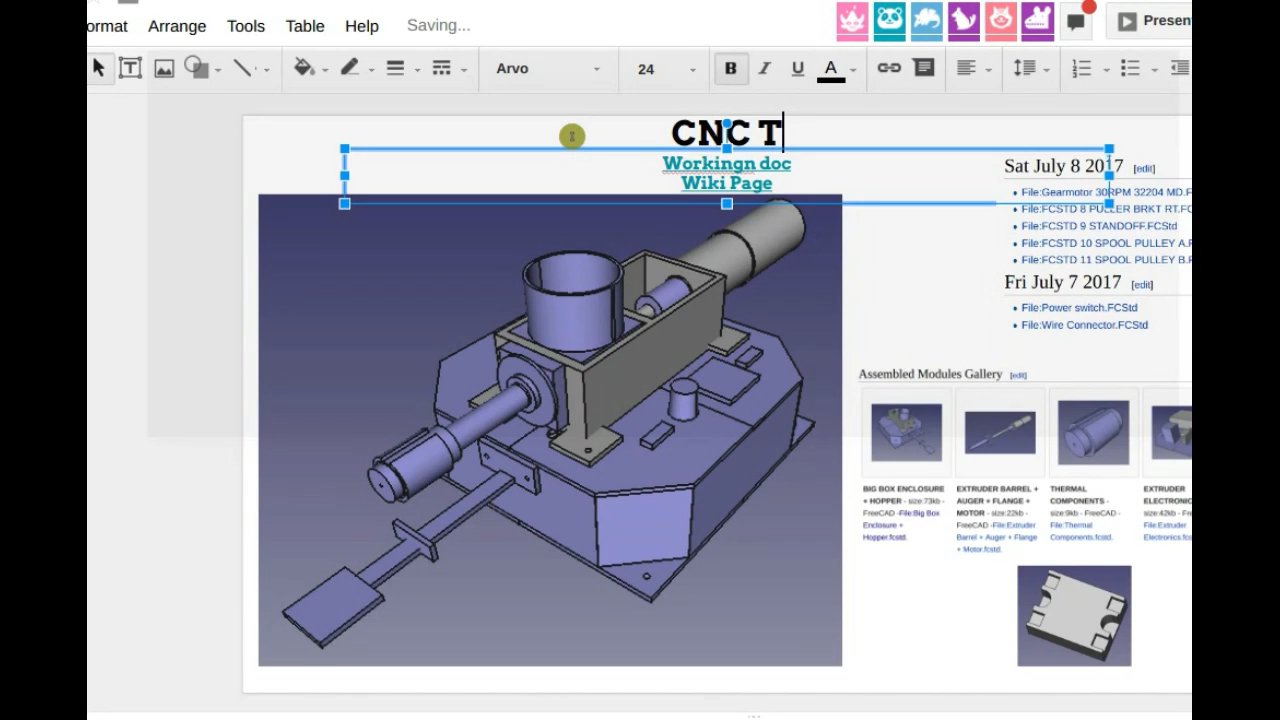 ormat Arrange Tools Table Help Saving...
Presen
Arvo 24 B I U A
CNC T
Workingn doc
Wiki Page
Sat July 8 2017 [edit]
File:Gearmotor 30RPM 32204 MD.F
File:FCSTD 8 PULLER BRKT RT.FC
File:FCSTD 9 STANDOFF.FCStd
File:FCSTD 10 SPOOL PULLEY A.F
File:FCSTD 11 SPOOL PULLEY B.F
Fri July 7 2017 [edit]
File:Power switch.FCStd
File:Wire Connector.FCStd
Assembled Modules Gallery [edit]
BIG BOX ENCLOSURE
+ HOPPER - size:73kb -
FreeCAD -File:Big Box
Enclosure +
Hopper.fcstd.
EXTRUDER BARREL +
AUGER + FLANGE +
MOTOR - size:22kb -
FreeCAD -File:Extruder
Barrel + Auger + Flange
+ Motor.fcstd.
THERMAL
COMPONENTS -
size:9kb - FreeCAD -
File:Thermal
Components.fcstd.
EXTRUDER
ELECTRONIC
size:42kb - Fre
File:Extruder
Electronics.fcst